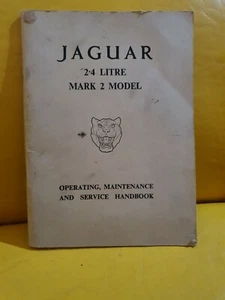 JAGUAR
2·4 LITRE
MARK 2 MODEL
OPERATING, MAINTENANCE
AND SERVICE HANDBOOK